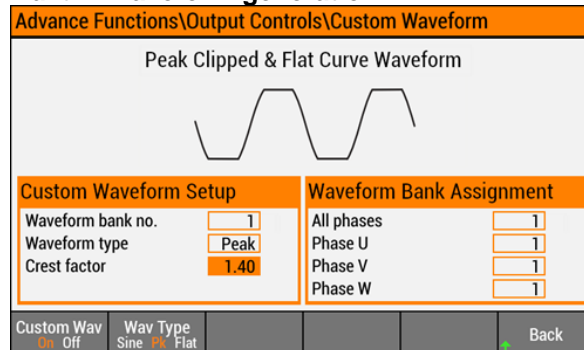 Advance Functions\Output Controls\Custom Waveform
Peak Clipped & Flat Curve Waveform
Custom Waveform Setup
Waveform bank no. 1
Waveform type Peak
Crest factor 1.40
Waveform Bank Assignment
All phases 1
Phase U 1
Phase V 1
Phase W 1
Custom Wav
On Off
Wav Type
Sine Pk Flat
Back